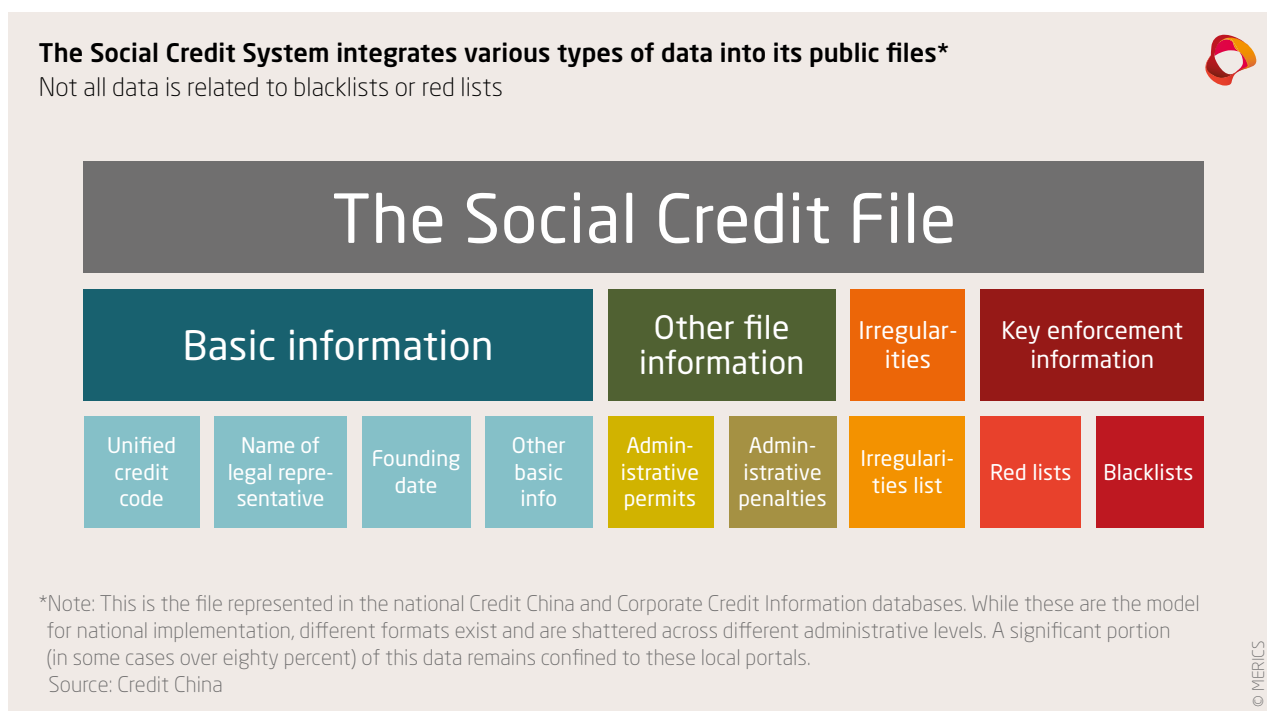 The Social Credit System integrates various types of data into its public files*
Not all data is related to blacklists or red lists
The Social Credit File
Basic information
Other file
information
Irregular-
ities
Key enforcement
information
Unified
credit
code
Name of
legal repre-
sentative
Founding
date
Other
basic
info
Admin-
istrative
permits
Admin-
istrative
penalties
Irregulari-
ties list
Red lists
Blacklists
*Note: This is the file represented in the national Credit China and Corporate Credit Information databases. While these are the model
for national implementation, different formats exist and are shattered across different administrative levels. A significant portion
(in some cases over eighty percent) of this data remains confined to these local portals.
Source: Credit China
© MERICS